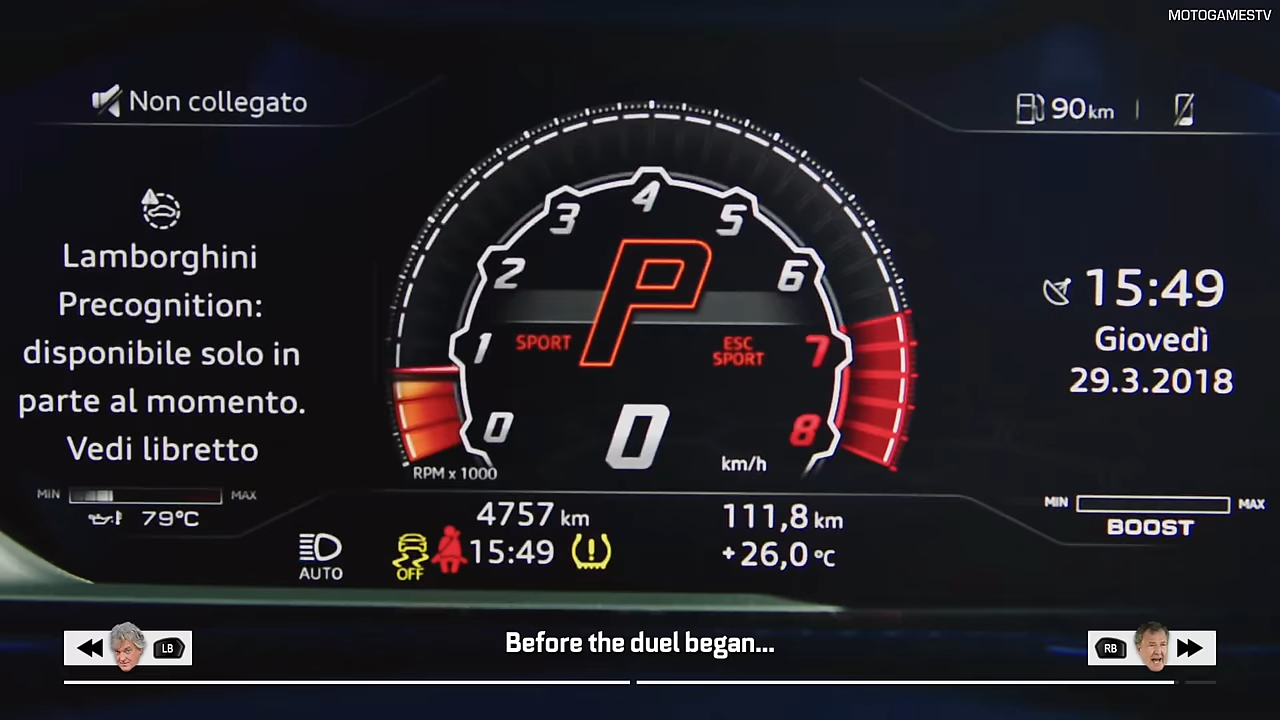 MOTOGAMESTV
Non collegato
90 km
Lamborghini
Precognition:
disponibile solo in
parte al momento.
Vedi libretto
MIN MAX
79°C
0
1
2
3
4
5
6
7
8
P
SPORT
ESC
SPORT
0
km/h
RPM x 1000
15:49
Giovedì
29.3.2018
MIN MAX
BOOST
4757 km
111,8 km
AUTO
OFF
15:49
+26,0 °C
LB
Before the duel began...
RB